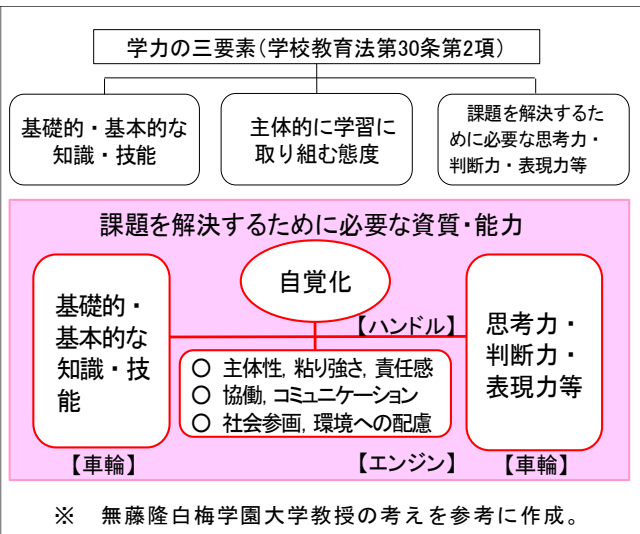 学力の三要素(学校教育法第30条第2項)
基礎的・基本的な
知識・技能
主体的に学習に
取り組む態度
課題を解決するた
めに必要な思考力・
判断力・表現力等
課題を解決するために必要な資質・能力
自覚化
【ハンドル】
基礎的・
基本的な
知識・技
能
○ 主体性, 粘り強さ, 責任感
○ 協働, コミュニケーション
○ 社会参画, 環境への配慮
思考力・
判断力・
表現力等
【車輪】
【エンジン】
【車輪】
※ 無藤隆白梅学園大学教授の考えを参考に作成。